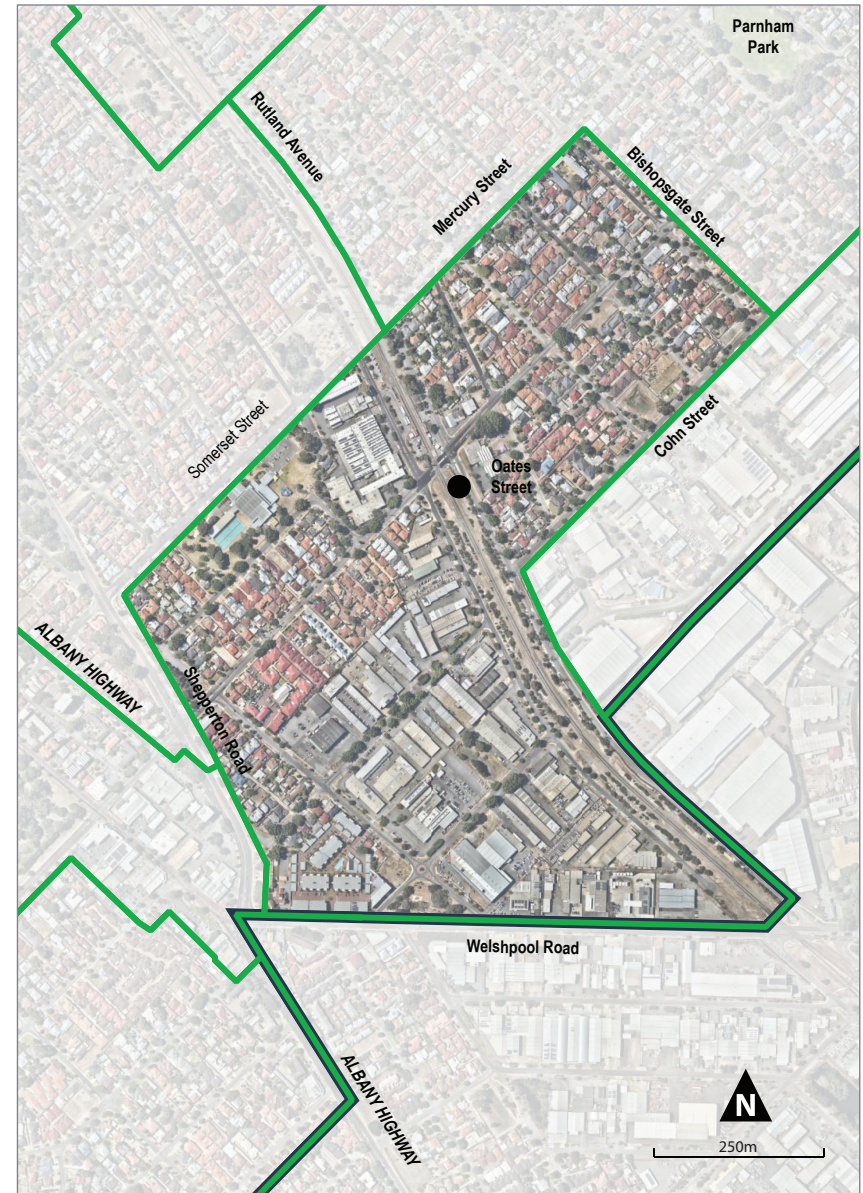 Parnham
Park
Rutland Avenue
Mercury Street
Bishopsgate Street
Somerset Street
Cohn Street
Oates
Street
ALBANY HIGHWAY
Shepperton Road
Welshpool Road
ALBANY HIGHWAY
N
250m